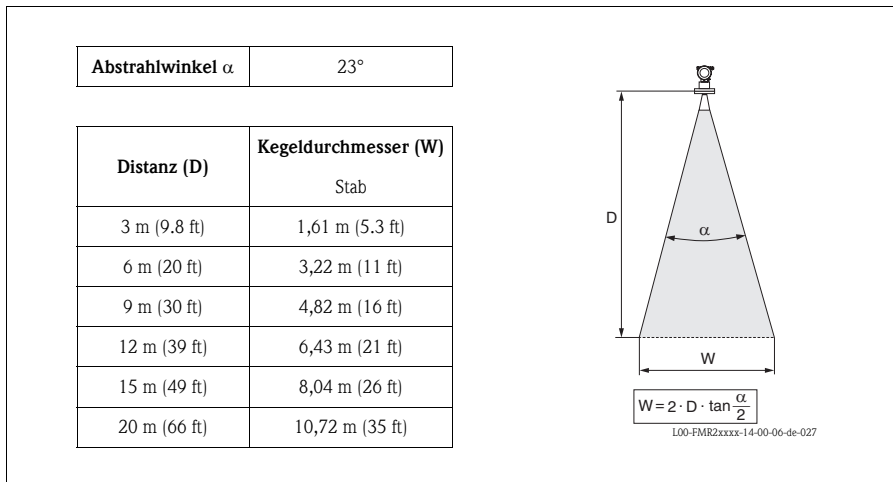 Abstrahlwinkel α 23°
Distanz (D) Kegeldurchmesser (W)
Stab
3 m (9.8 ft) 1,61 m (5.3 ft)
6 m (20 ft) 3,22 m (11 ft)
9 m (30 ft) 4,82 m (16 ft)
12 m (39 ft) 6,43 m (21 ft)
15 m (49 ft) 8,04 m (26 ft)
20 m (66 ft) 10,72 m (35 ft)
D
α
W
W = 2 · D · tan α/2
L00-FMR2xxxx-14-00-06-de-027